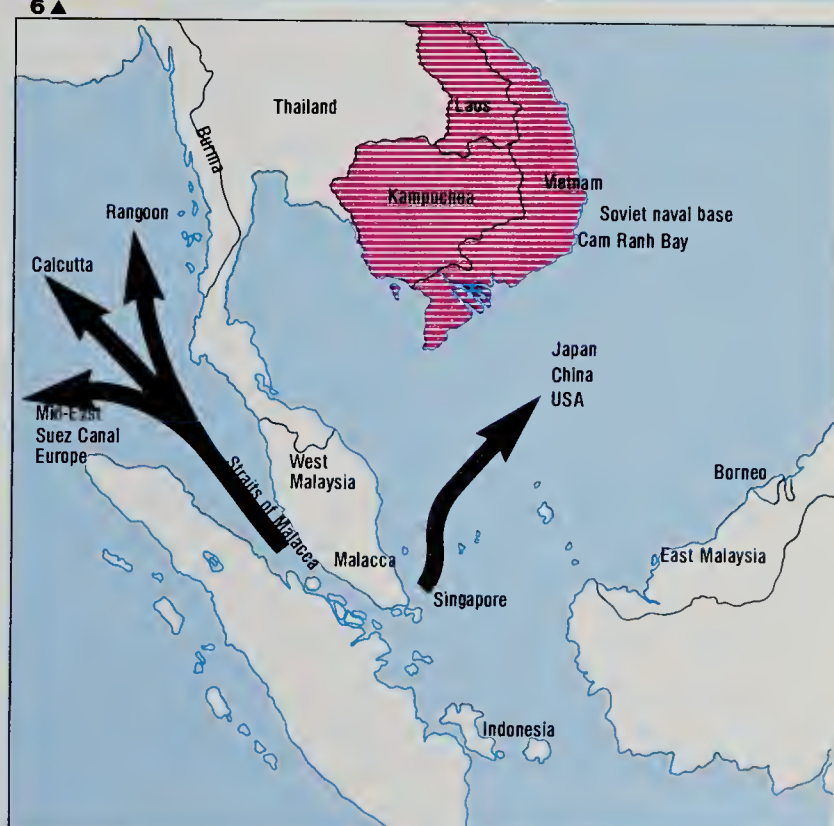 6▲
Thailand
Laos
Burma
Kampuchea
Vietnam
Rangoon
Soviet naval base
Cam Ranh Bay
Calcutta
Japan
China
USA
Mid-East
Suez Canal
Europe
Straits of Malacca
West
Malaysia
Borneo
Malacca
East Malaysia
Singapore
Indonesia